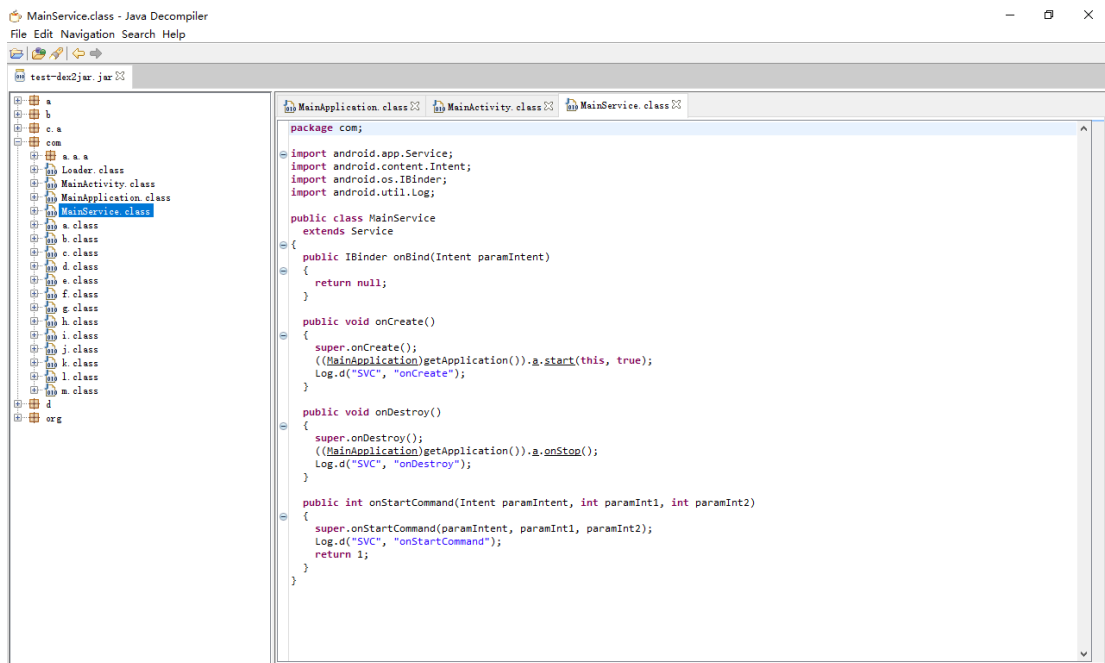 MainService.class - Java Decompiler
File Edit Navigation Search Help
test-dex2jar.jar
a
b
c.a
com
a.a.a
Loader.class
MainActivity.class
MainApplication.class
MainService.class
a.class
b.class
c.class
d.class
e.class
f.class
g.class
h.class
i.class
j.class
k.class
l.class
m.class
d
org
MainApplication.class MainActivity.class MainService.class
package com;
import android.app.Service;
import android.content.Intent;
import android.os.IBinder;
import android.util.Log;
public class MainService
extends Service
{
public IBinder onBind(Intent paramIntent)
{
return null;
}
public void onCreate()
{
super.onCreate();
((MainApplication)getApplication()).a.start(this, true);
Log.d("SVC", "onCreate");
}
public void onDestroy()
{
super.onDestroy();
((MainApplication)getApplication()).a.onStop();
Log.d("SVC", "onDestroy");
}
public int onStartCommand(Intent paramIntent, int paramInt1, int paramInt2)
{
super.onStartCommand(paramIntent, paramInt1, paramInt2);
Log.d("SVC", "onStartCommand");
return 1;
}
}